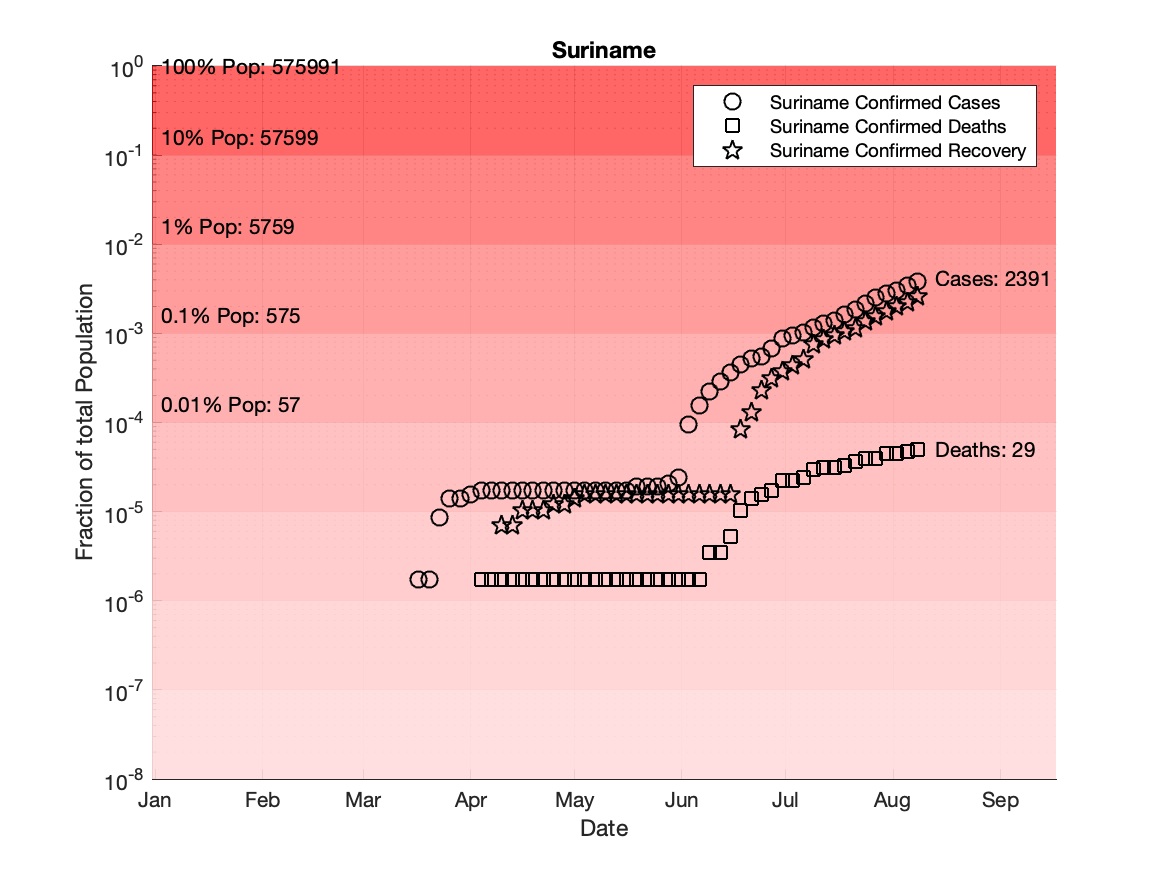 Suriname
10^0
100% Pop: 575991
Suriname Confirmed Cases
Suriname Confirmed Deaths
Suriname Confirmed Recovery
10% Pop: 57599
10^-1
1% Pop: 5759
10^-2
Cases: 2391
0.1% Pop: 575
10^-3
0.01% Pop: 57
10^-4
Deaths: 29
10^-5
10^-6
10^-7
10^-8
Fraction of total Population
Jan Feb Mar Apr May Jun Jul Aug Sep
Date